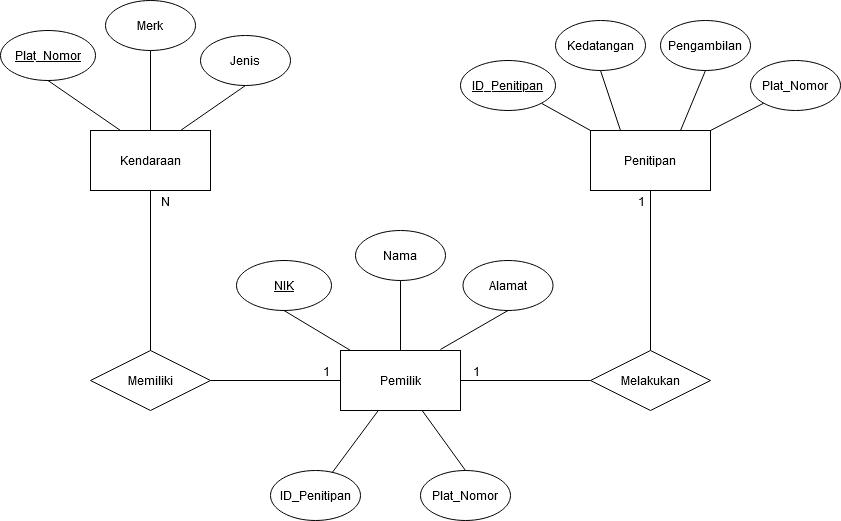 Merk
Plat_Nomor
Jenis
Kendaraan
N
Kedatangan
Pengambilan
ID_Penitipan
Plat_Nomor
Penitipan
1
Nama
NIK
Alamat
Memiliki
1
Pemilik
1
Melakukan
ID_Penitipan
Plat_Nomor